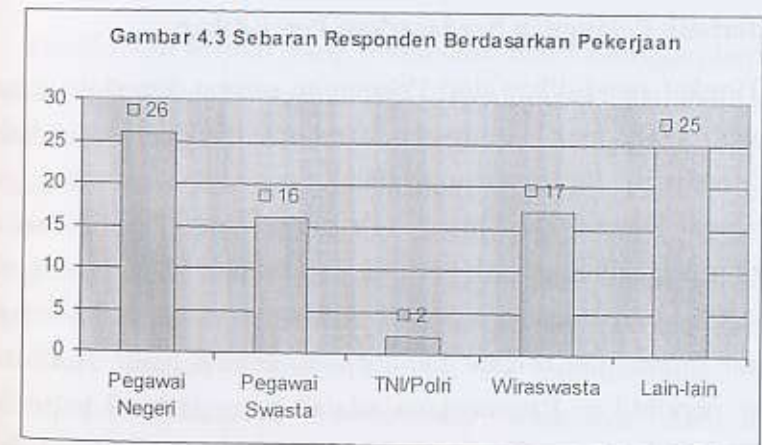 Gambar 4.3 Sebaran Responden Berdasarkan Pekerjaan
30
25
20
15
10
5
0
26
16
2
17
25
Pegawai Negeri
Pegawai Swasta
TNI/Polri
Wiraswasta
Lain-lain